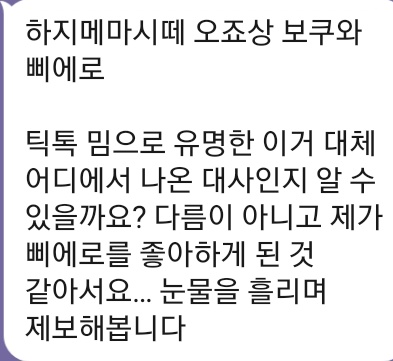 하지메마시떼 오죠상 보쿠와
삐에로
틱톡 밈으로 유명한 이거 대체
어디에서 나온 대사인지 알 수
있을까요? 다름이 아니고 제가
삐에로를 좋아하게 된 것
같아서요... 눈물을 흘리며
제보해봅니다